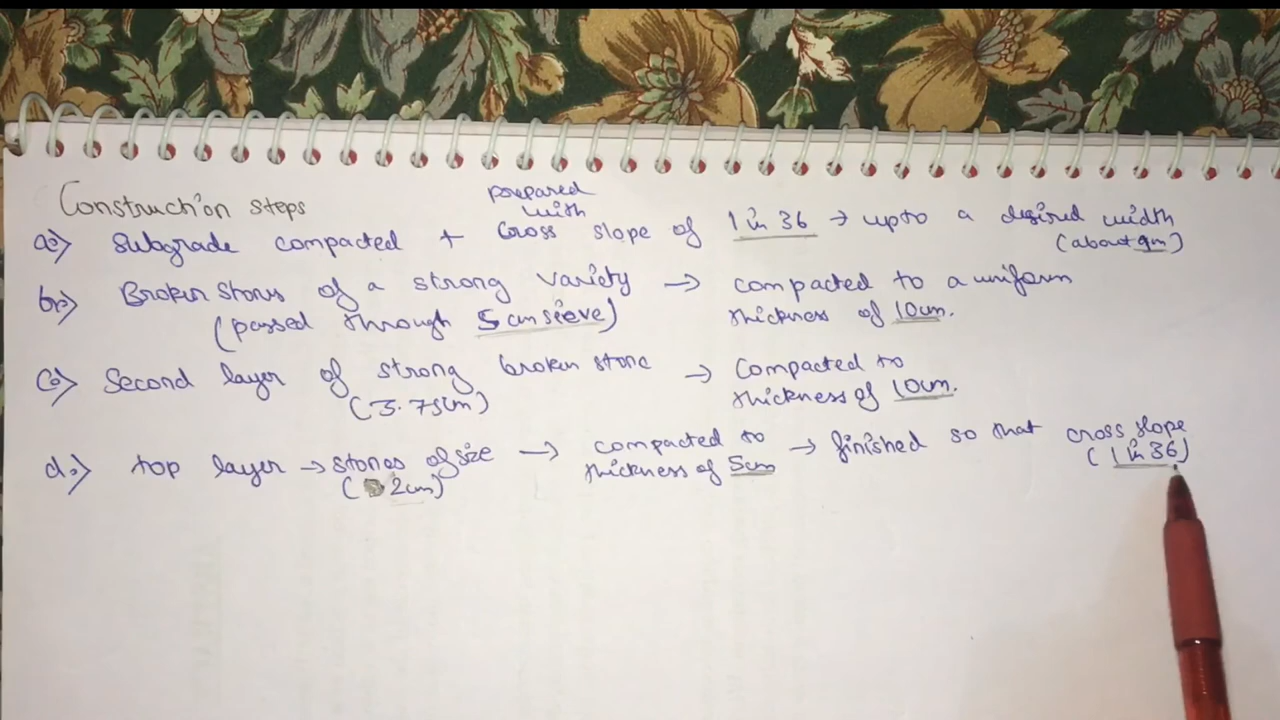 Construction steps
prepared with
a.) Subgrade compacted + Cross slope of 1 in 36 → upto a desired width
(about 9m)
b.) Broken Stones of a strong variety → compacted to a uniform
(passed through 5 cm sieve) thickness of 10cm.
c.) Second layer of strong broken stone → Compacted to
(3.75cm) thickness of 10cm.
d.) top layer → stones of size → compacted to → finished so that cross slope
(2cm) thickness of 5cm (1 in 36)